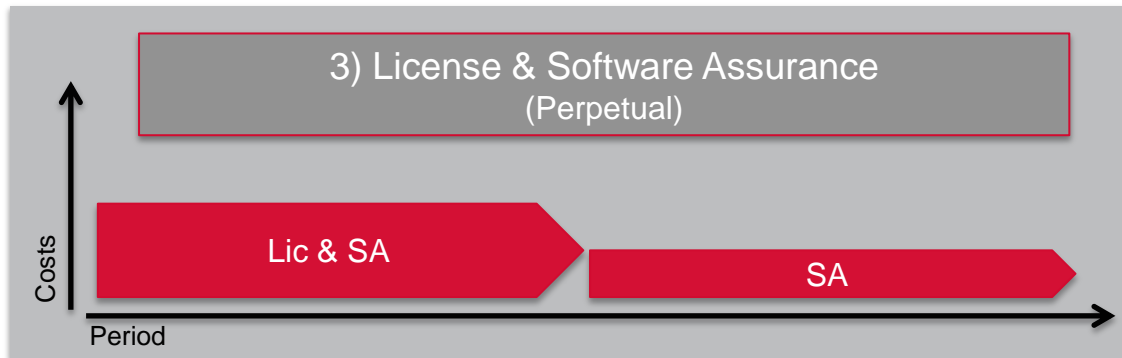 3) License & Software Assurance
(Perpetual)
Costs
Lic & SA
SA
Period